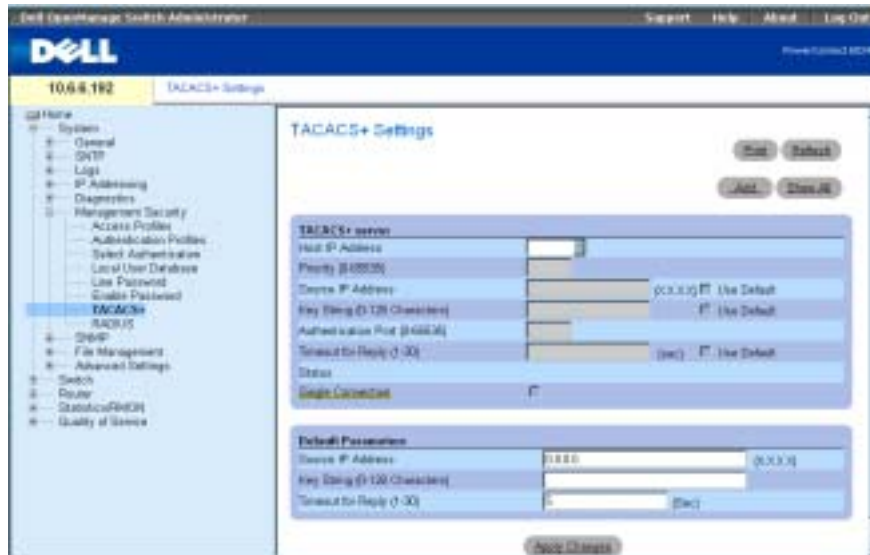 Dell OpenManage Switch Administrator
Support Help About Log Out
DELL
PowerConnect
10.6.6.192
TACACS+ Settings
Home
System
General
SNTP
Logs
IP Addressing
Diagnostics
Management Security
Access Profiles
Authentication Profiles
Select Authentication
Local User Database
Line Password
Enable Password
TACACS+
RADIUS
SNMP
File Management
Advanced Settings
Switch
Router
Statistics/RMON
Quality of Service
TACACS+ Settings
Print Refresh
Add Show All
TACACS+ server
Host IP Address
Priority (0-65535)
Source IP Address (X.X.X.X) Use Default
Key String (0-128 Characters) Use Default
Authentication Port (0-65535)
Timeout for Reply (1-30) (sec) Use Default
Status
Single Connection
Default Parameters
Source IP Address 0.0.0.0 (X.X.X.X)
Key String (0-128 Characters)
Timeout for Reply (1-30) 5 (Sec)
Apply Changes